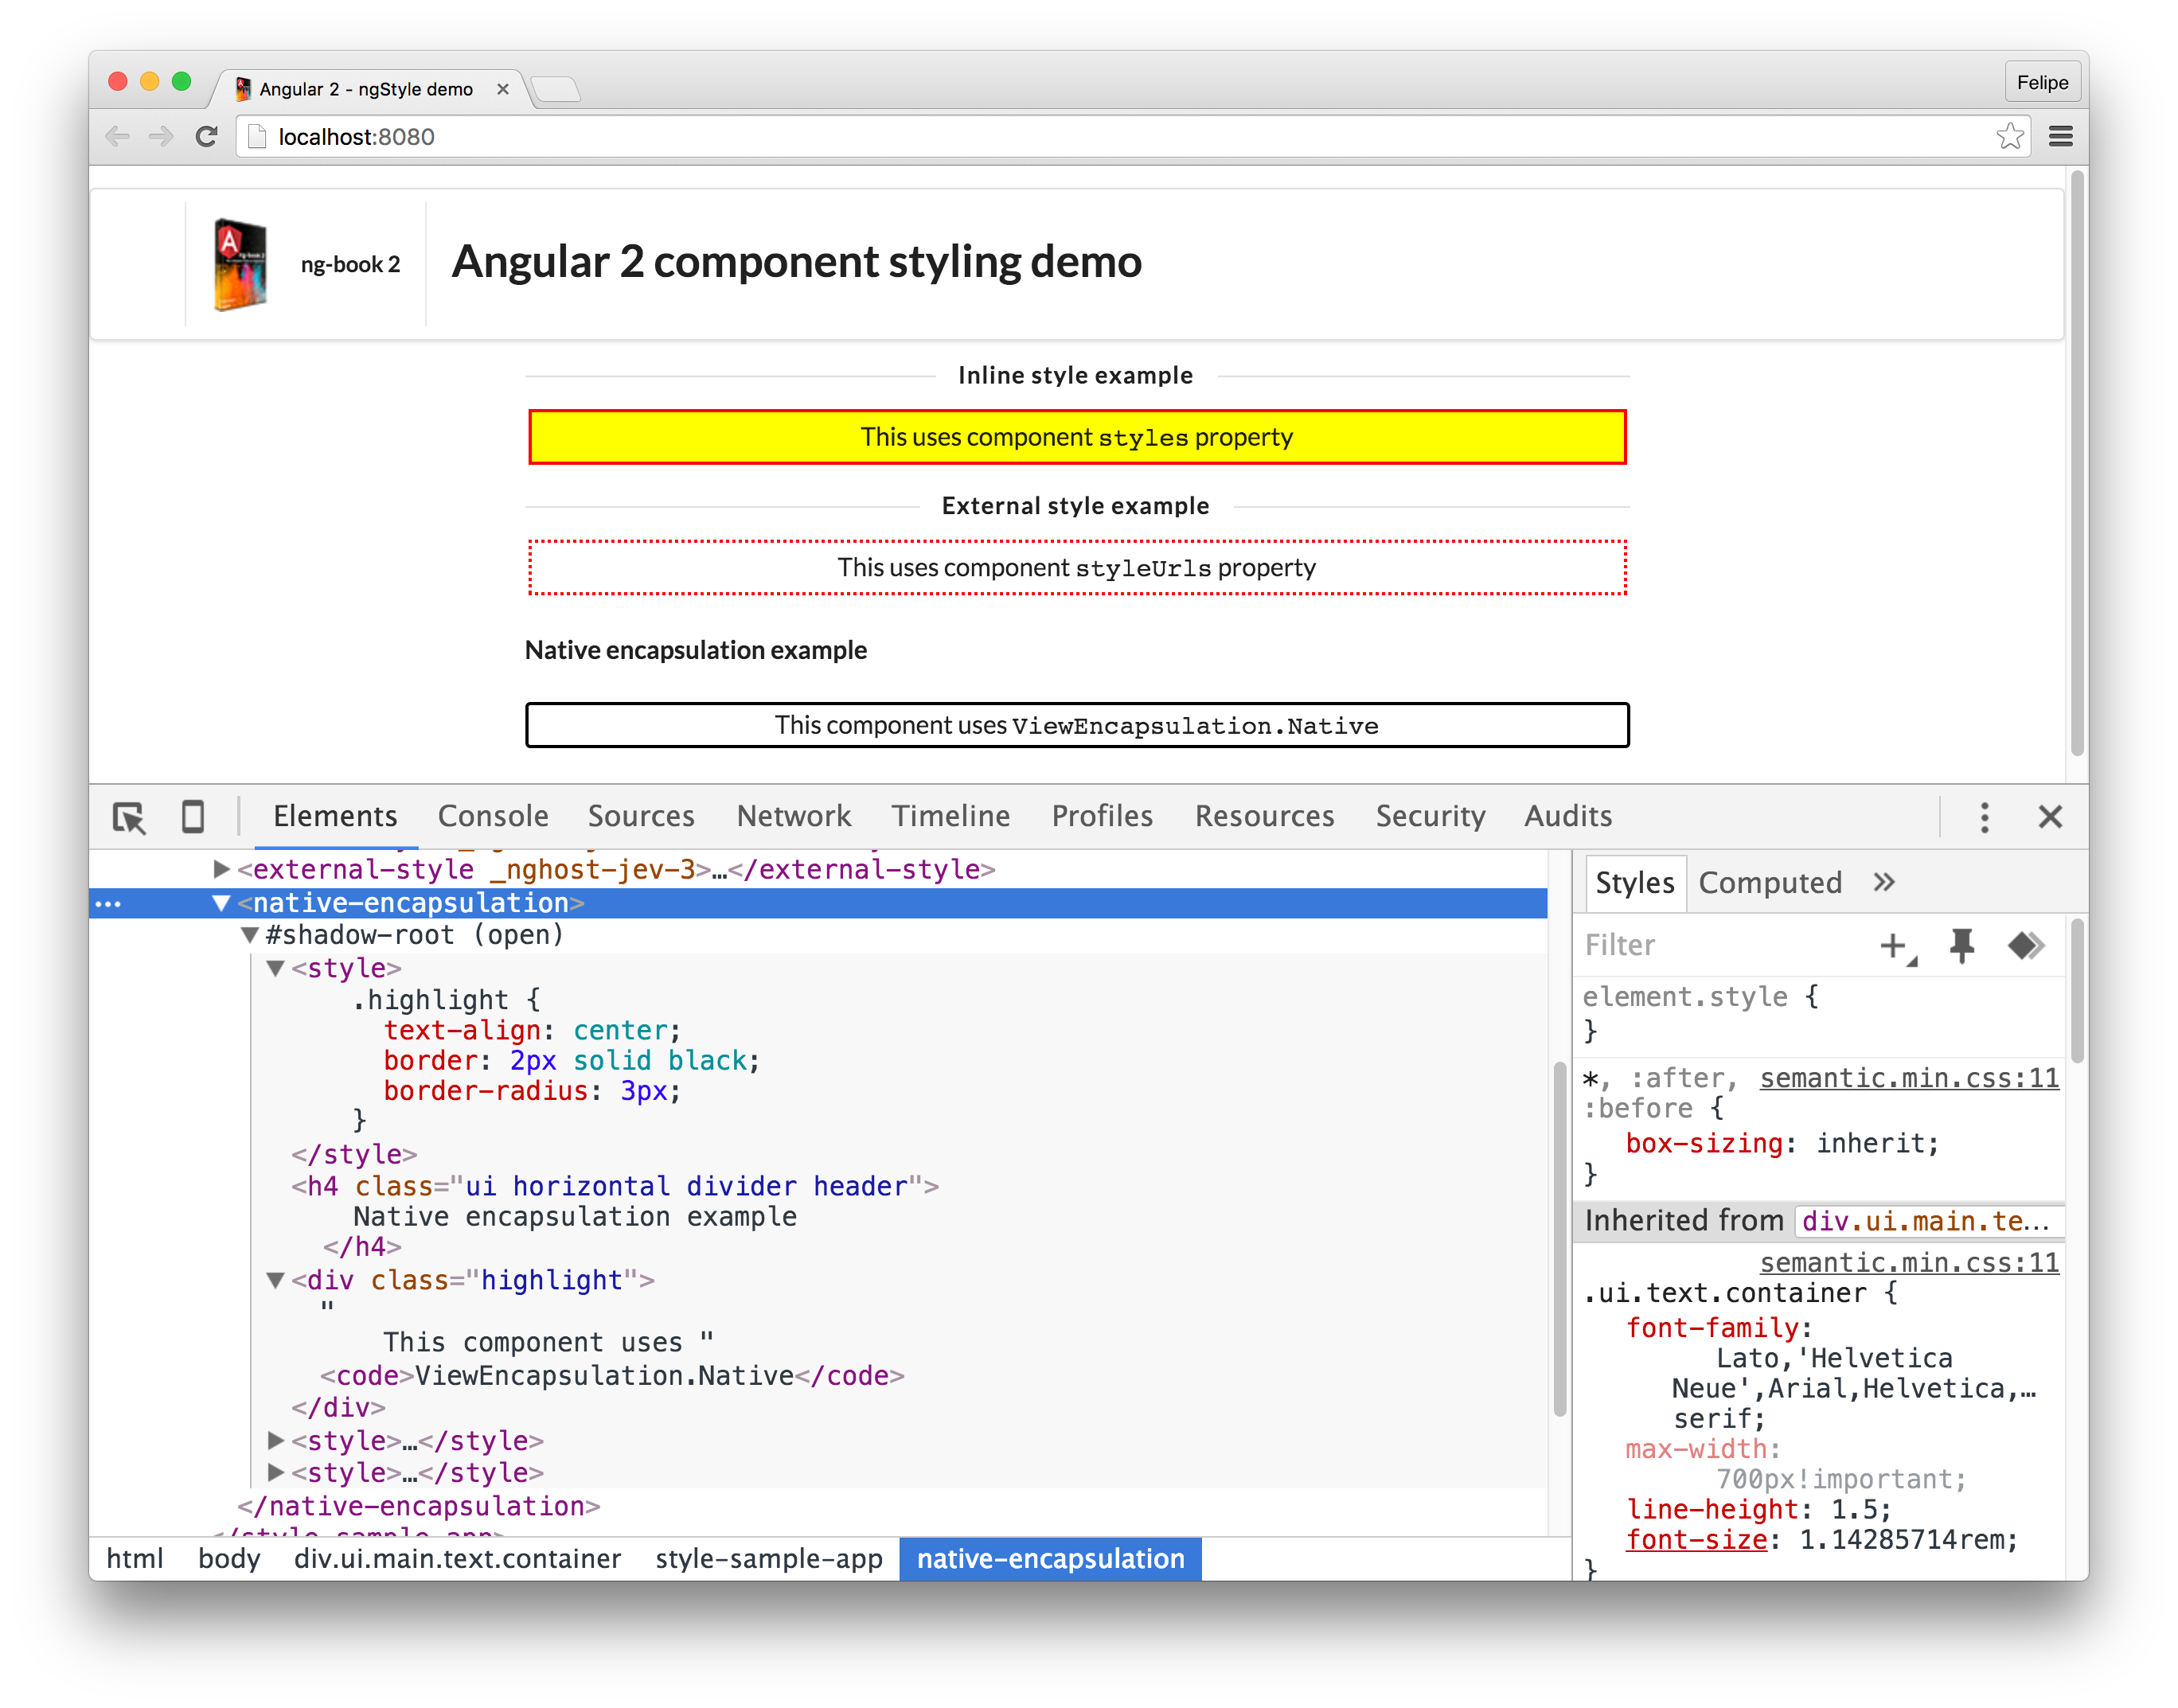 Angular 2 - ngStyle demo
Felipe
localhost:8080
ng-book 2
Angular 2 component styling demo
Inline style example
This uses component styles property
External style example
This uses component styleUrls property
Native encapsulation example
This component uses ViewEncapsulation.Native
Elements Console Sources Network Timeline Profiles Resources Security Audits
<external-style _nghost-jev-3>…</external-style>
<native-encapsulation>
#shadow-root (open)
<style>
.highlight {
text-align: center;
border: 2px solid black;
border-radius: 3px;
}
</style>
<h4 class="ui horizontal divider header">
Native encapsulation example
</h4>
<div class="highlight">
"
This component uses "
<code>ViewEncapsulation.Native</code>
</div>
<style>…</style>
<style>…</style>
</native-encapsulation>
</style-sample-app>
html body div.ui.main.text.container style-sample-app native-encapsulation
Styles Computed »
Filter
element.style {
}
*, :after, semantic.min.css:11
:before {
box-sizing: inherit;
}
Inherited from div.ui.main.te…
semantic.min.css:11
.ui.text.container {
font-family:
Lato,'Helvetica
Neue',Arial,Helvetica,…
serif;
max-width:
700px!important;
line-height: 1.5;
font-size: 1.14285714rem;
}